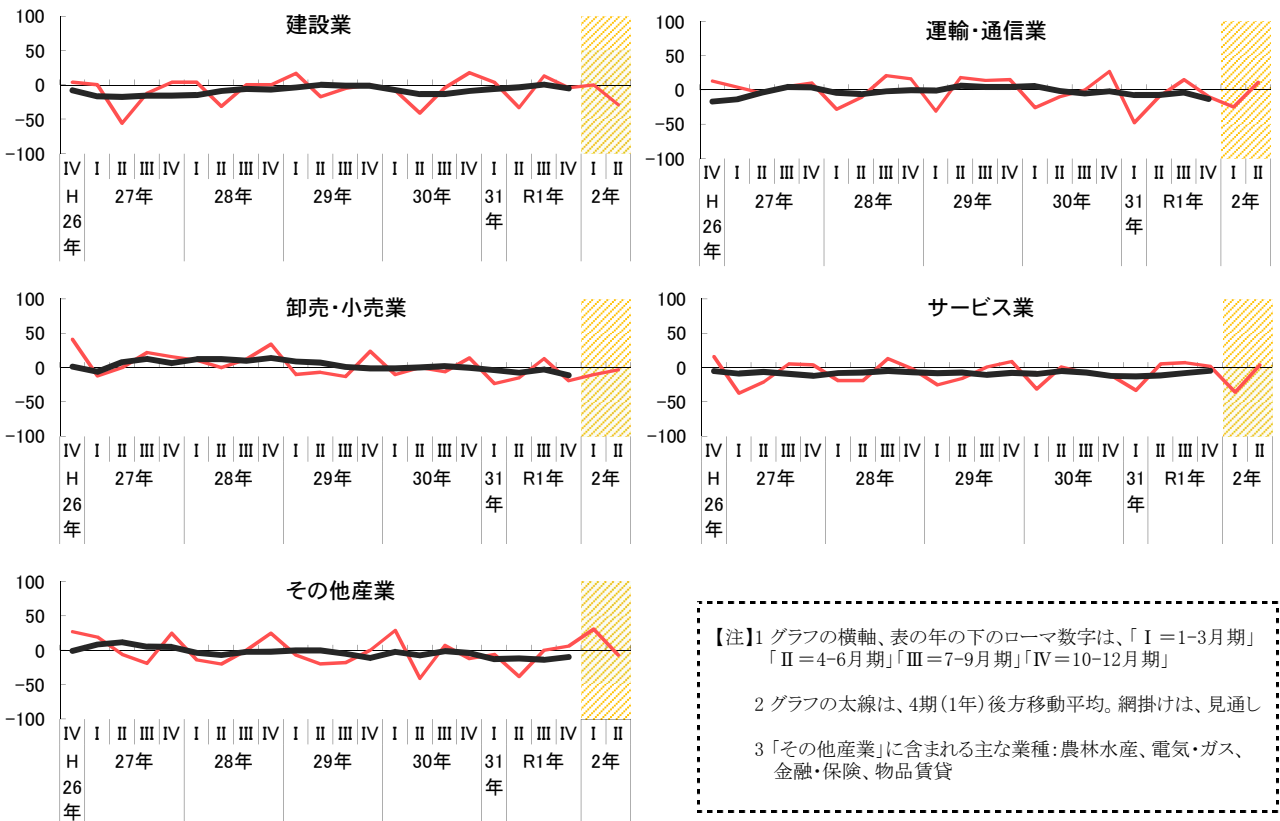 建設業
100
50
0
−50
−100
Ⅳ Ⅰ Ⅱ Ⅲ Ⅳ Ⅰ Ⅱ Ⅲ Ⅳ Ⅰ Ⅱ Ⅲ Ⅳ Ⅰ Ⅱ Ⅲ Ⅳ Ⅰ Ⅱ Ⅲ Ⅳ Ⅰ Ⅱ
H 27年 28年 29年 30年 31 R1年 2年
26 年
年
運輸・通信業
100
50
0
−50
−100
Ⅳ Ⅰ Ⅱ Ⅲ Ⅳ Ⅰ Ⅱ Ⅲ Ⅳ Ⅰ Ⅱ Ⅲ Ⅳ Ⅰ Ⅱ Ⅲ Ⅳ Ⅰ Ⅱ Ⅲ Ⅳ Ⅰ Ⅱ
H 27年 28年 29年 30年 31 R1年 2年
26 年
年
卸売・小売業
100
50
0
−50
−100
Ⅳ Ⅰ Ⅱ Ⅲ Ⅳ Ⅰ Ⅱ Ⅲ Ⅳ Ⅰ Ⅱ Ⅲ Ⅳ Ⅰ Ⅱ Ⅲ Ⅳ Ⅰ Ⅱ Ⅲ Ⅳ Ⅰ Ⅱ
H 27年 28年 29年 30年 31 R1年 2年
26 年
年
サービス業
100
50
0
−50
−100
Ⅳ Ⅰ Ⅱ Ⅲ Ⅳ Ⅰ Ⅱ Ⅲ Ⅳ Ⅰ Ⅱ Ⅲ Ⅳ Ⅰ Ⅱ Ⅲ Ⅳ Ⅰ Ⅱ Ⅲ Ⅳ Ⅰ Ⅱ
H 27年 28年 29年 30年 31 R1年 2年
26 年
年
その他産業
100
50
0
−50
−100
Ⅳ Ⅰ Ⅱ Ⅲ Ⅳ Ⅰ Ⅱ Ⅲ Ⅳ Ⅰ Ⅱ Ⅲ Ⅳ Ⅰ Ⅱ Ⅲ Ⅳ Ⅰ Ⅱ Ⅲ Ⅳ Ⅰ Ⅱ
H 27年 28年 29年 30年 31 R1年 2年
26 年
年
【注】1 グラフの横軸、表の年の下のローマ数字は、「Ⅰ＝1-3月期」
「Ⅱ＝4-6月期」「Ⅲ＝7-9月期」「Ⅳ＝10-12月期」
2 グラフの太線は、4期(1年)後方移動平均。網掛けは、見通し
3 「その他産業」に含まれる主な業種：農林水産、電気・ガス、
金融・保険、物品賃貸